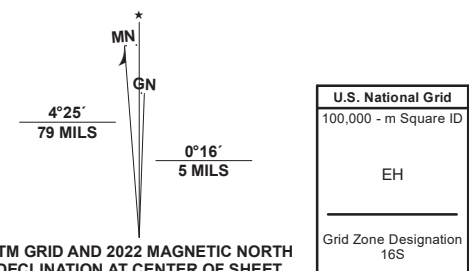 ★
MN
GN
4°25´
79 MILS
0°16´
5 MILS
TM GRID AND 2022 MAGNETIC NORTH
DECLINATION AT CENTER OF SHEET
U.S. National Grid
100,000 - m Square ID
EH
Grid Zone Designation
16S